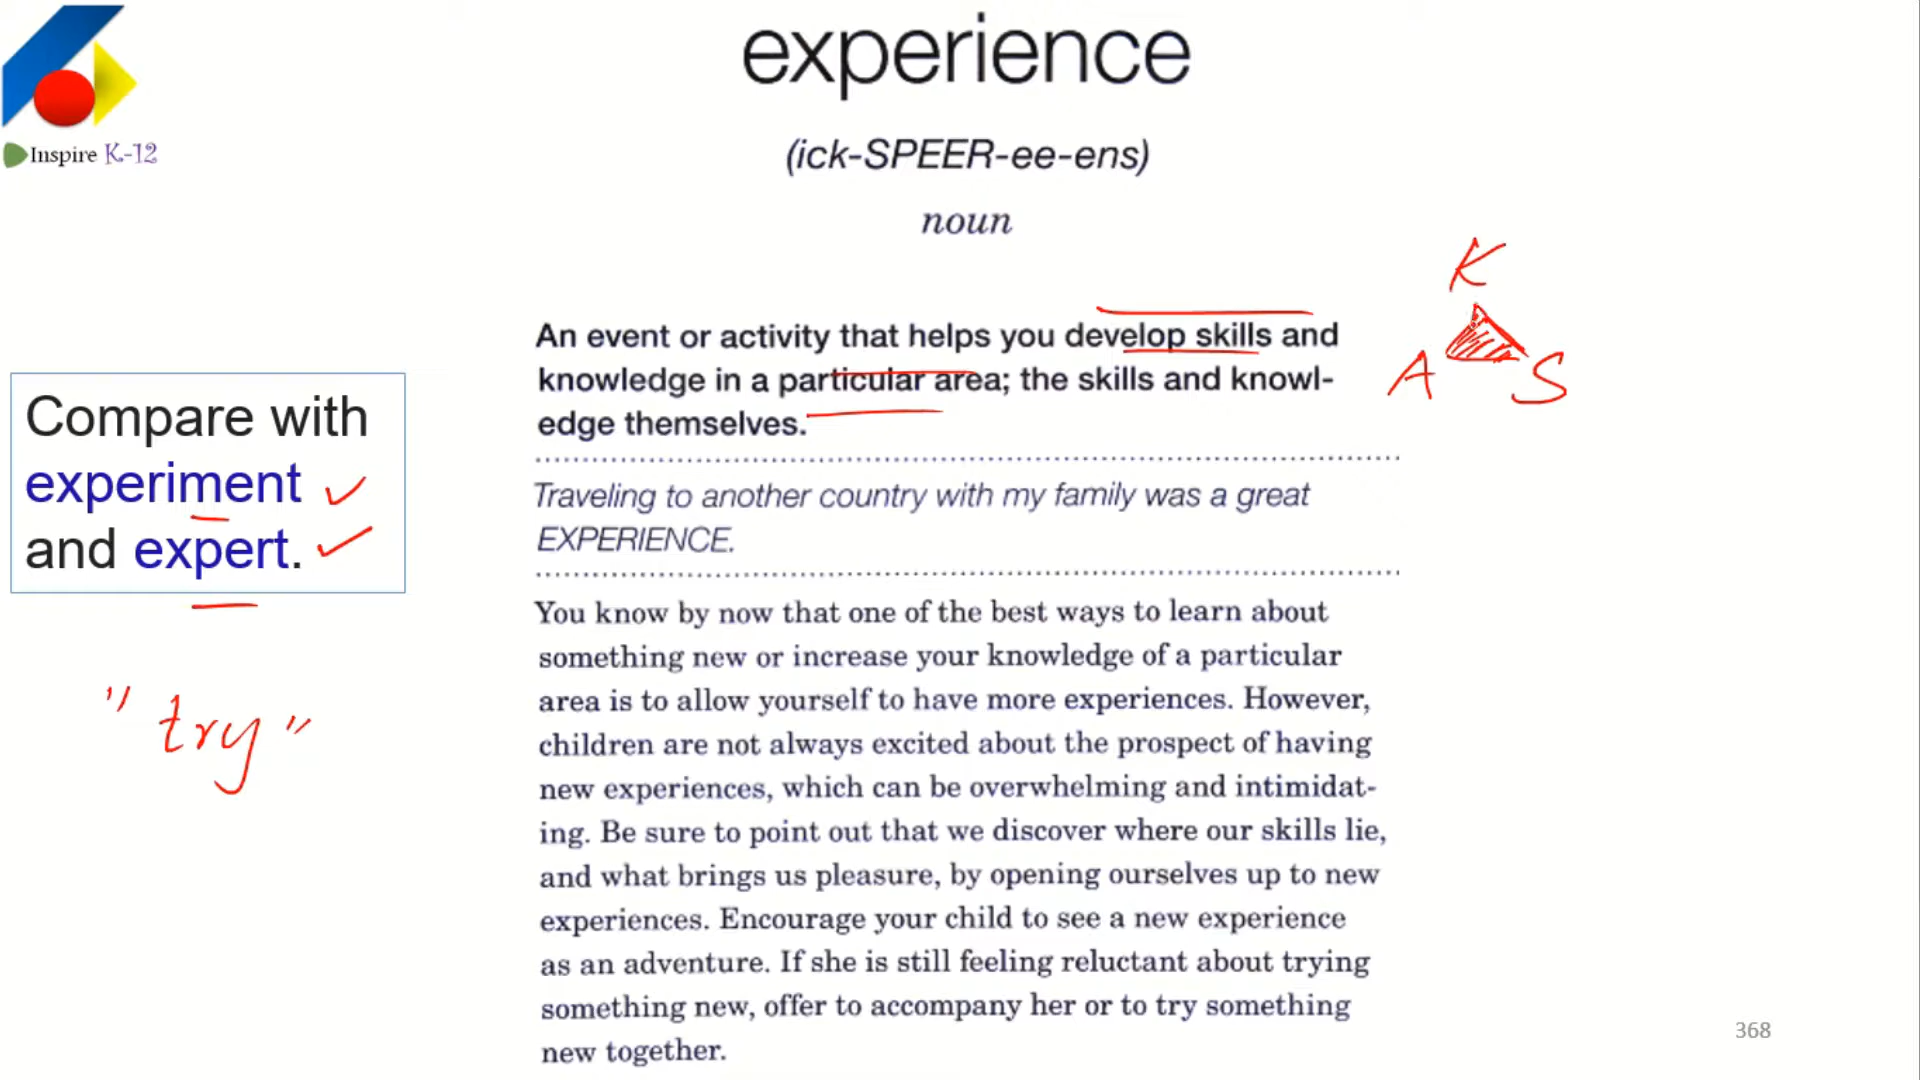 Inspire K-12
experience
(ick-SPEER-ee-ens)
noun
An event or activity that helps you develop skills and
knowledge in a particular area; the skills and knowl-
edge themselves.
Traveling to another country with my family was a great
EXPERIENCE.
You know by now that one of the best ways to learn about
something new or increase your knowledge of a particular
area is to allow yourself to have more experiences. However,
children are not always excited about the prospect of having
new experiences, which can be overwhelming and intimidat-
ing. Be sure to point out that we discover where our skills lie,
and what brings us pleasure, by opening ourselves up to new
experiences. Encourage your child to see a new experience
as an adventure. If she is still feeling reluctant about trying
something new, offer to accompany her or to try something
new together.
Compare with
experiment
and expert.
"try"
K
A S
368